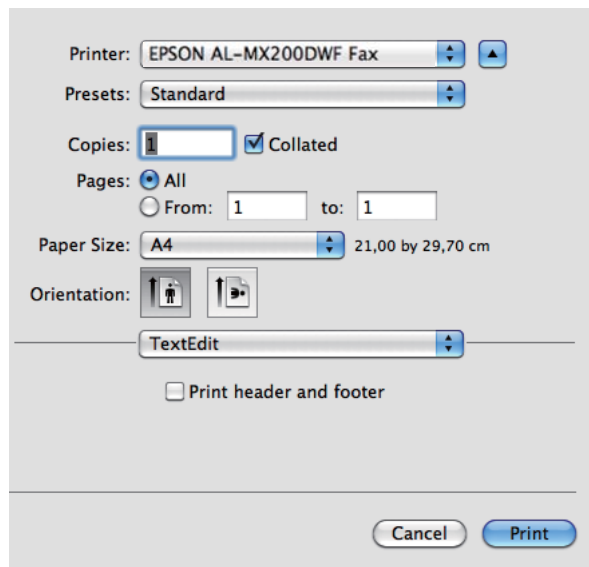 Printer: EPSON AL-MX200DWF Fax
Presets: Standard
Copies: 1 Collated
Pages: All
From: 1 to: 1
Paper Size: A4 21,00 by 29,70 cm
Orientation:
TextEdit
Print header and footer
Cancel Print